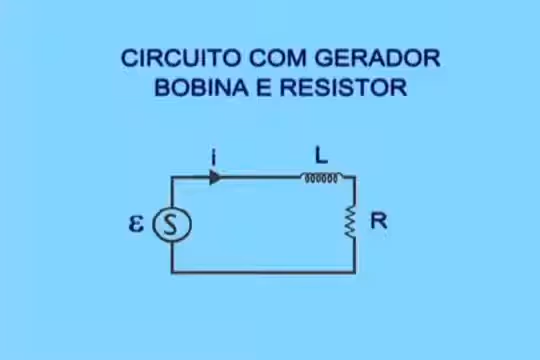 CIRCUITO COM GERADOR
BOBINA E RESISTOR
i
L
ε
S
R